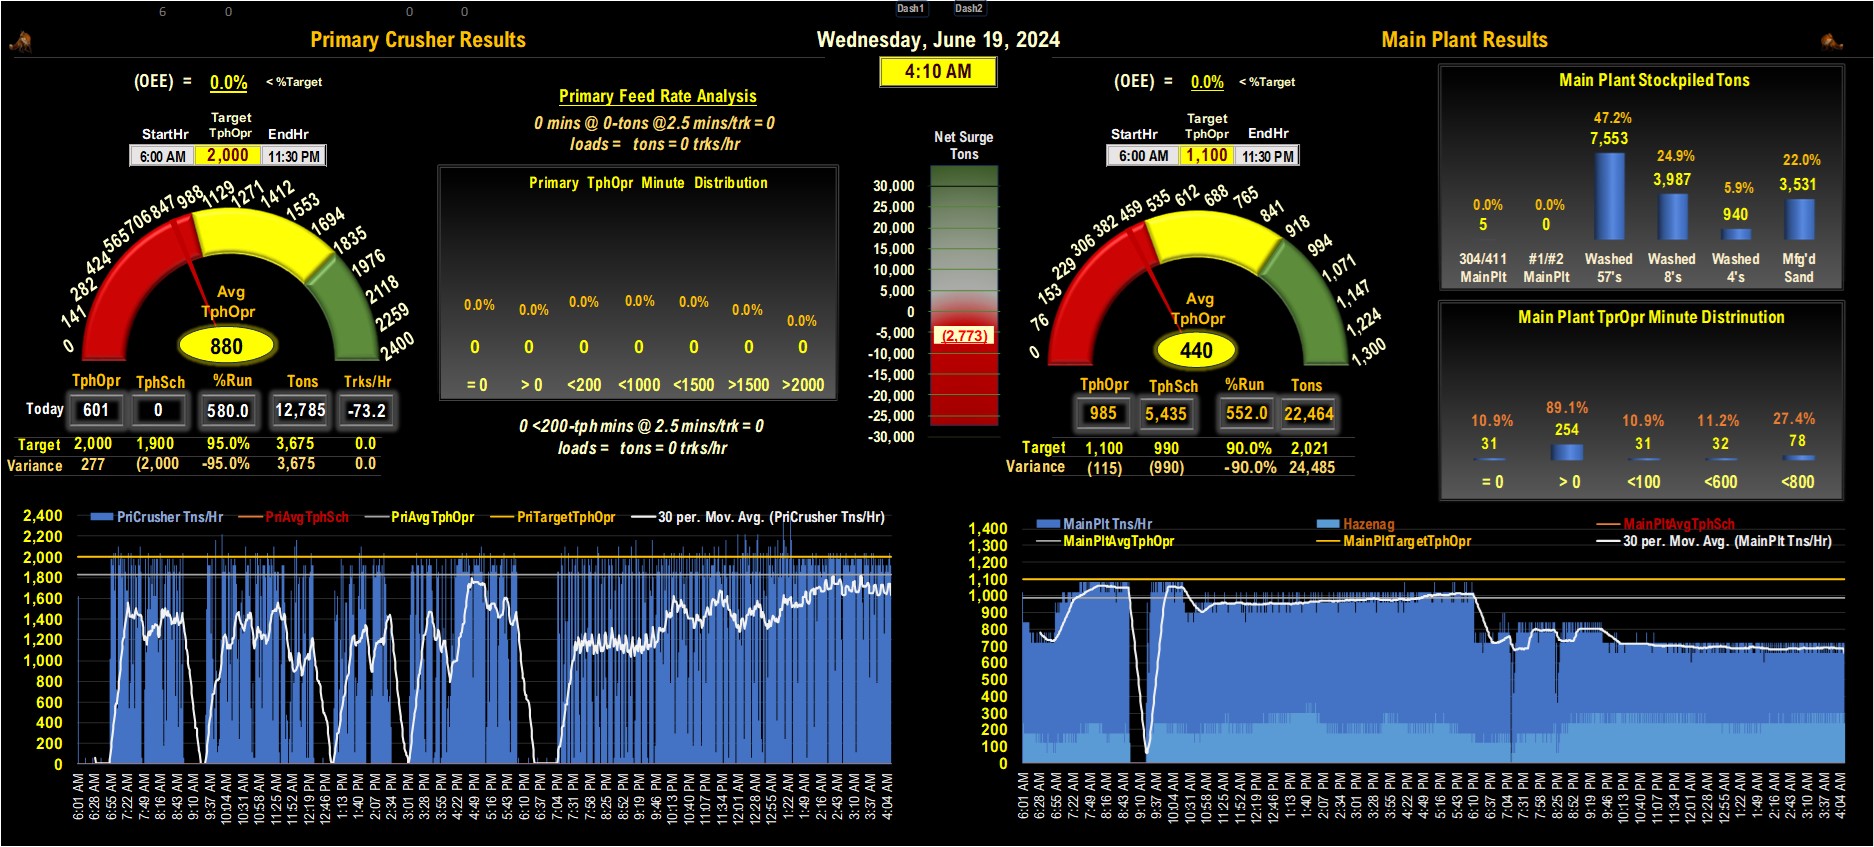 6 0 0 0 Dash1 Dash2
Primary Crusher Results
Wednesday, June 19, 2024
Main Plant Results
4:10 AM
(OEE) = 0.0% < %Target
Target
StartHr TphOpr EndHr
6:00 AM 2,000 11:30 PM
0 141 282 424 565 706 847 988 1129 1271 1412 1553 1694 1835 1976 2118 2259 2400
Avg
TphOpr
880
TphOpr TphSch %Run Tons Trks/Hr
Today 601 0 580.0 12,785 -73.2
Target 2,000 1,900 95.0% 3,675 0.0
Variance 277 (2,000 -95.0% 3,675 0.0
Primary Feed Rate Analysis
0 mins @ 0-tons @2.5 mins/trk = 0
loads = tons = 0 trks/hr
Primary TphOpr Minute Distribution
0.0% 0.0% 0.0% 0.0% 0.0% 0.0% 0.0%
0 0 0 0 0 0 0
= 0 > 0 <200 <1000 <1500 >1500 >2000
0 <200-tph mins @ 2.5 mins/trk = 0
loads = tons = 0 trks/hr
Net Surge
Tons
30,000
25,000
20,000
15,000
10,000
5,000
0
-5,000
(2,773)
-10,000
-15,000
-20,000
-25,000
-30,000
(OEE) = 0.0% < %Target
Target
StartHr TphOpr EndHr
6:00 AM 1,100 11:30 PM
0 76 153 229 306 382 459 535 612 688 765 841 918 994 1,071 1,147 1,224 1,300
Avg
TphOpr
440
TphOpr TphSch %Run Tons
985 5,435 552.0 22,464
Target 1,100 990 90.0% 2,021
Variance (115) (990) -90.0% 24,485
Main Plant Stockpiled Tons
0.0% 0.0% 47.2% 24.9% 5.9% 22.0%
5 0 7,553 3,987 940 3,531
304/411 #1/#2 Washed Washed Washed Mfg'd
MainPlt MainPlt 57's 8's 4's Sand
Main Plant TprOpr Minute Distrinution
10.9% 89.1% 10.9% 11.2% 27.4%
31 254 31 32 78
= 0 > 0 <100 <600 <800
PriCrusher Tns/Hr PriAvgTphSch PriAvgTphOpr PriTargetTphOpr 30 per. Mov. Avg. (PriCrusher Tns/Hr)
2,400
2,200
2,000
1,800
1,600
1,400
1,200
1,000
800
600
400
200
0
6:01 AM 6:28 AM 6:55 AM 7:22 AM 7:49 AM 8:16 AM 8:43 AM 9:10 AM 9:37 AM 10:04 AM 10:31 AM 10:58 AM 11:25 AM 11:52 AM 12:19 PM 12:46 PM 1:13 PM 1:40 PM 2:07 PM 2:34 PM 3:01 PM 3:28 PM 3:55 PM 4:22 PM 4:49 PM 5:16 PM 5:43 PM 6:10 PM 6:37 PM 7:04 PM 7:31 PM 7:58 PM 8:25 PM 8:52 PM 9:19 PM 9:46 PM 10:13 PM 10:40 PM 11:07 PM 11:34 PM 12:01 AM 12:28 AM 12:55 AM 1:22 AM 1:49 AM 2:16 AM 2:43 AM 3:10 AM 3:37 AM 4:04 AM
MainPlt Tns/Hr Hazenag MainPltAvgTphSch
MainPltAvgTphOpr MainPltTargetTphOpr 30 per. Mov. Avg. (MainPlt Tns/Hr)
1,400
1,300
1,200
1,100
1,000
900
800
700
600
500
400
300
200
100
0
6:01 AM 6:28 AM 6:55 AM 7:22 AM 7:49 AM 8:16 AM 8:43 AM 9:10 AM 9:37 AM 10:04 AM 10:31 AM 10:58 AM 11:25 AM 11:52 AM 12:19 PM 12:46 PM 1:13 PM 1:40 PM 2:07 PM 2:34 PM 3:01 PM 3:28 PM 3:55 PM 4:22 PM 4:49 PM 5:16 PM 5:43 PM 6:10 PM 6:37 PM 7:04 PM 7:31 PM 7:58 PM 8:25 PM 8:52 PM 9:19 PM 9:46 PM 10:13 PM 10:40 PM 11:07 PM 11:34 PM 12:01 AM 12:28 AM 12:55 AM 1:22 AM 1:49 AM 2:16 AM 2:43 AM 3:10 AM 3:37 AM 4:04 AM